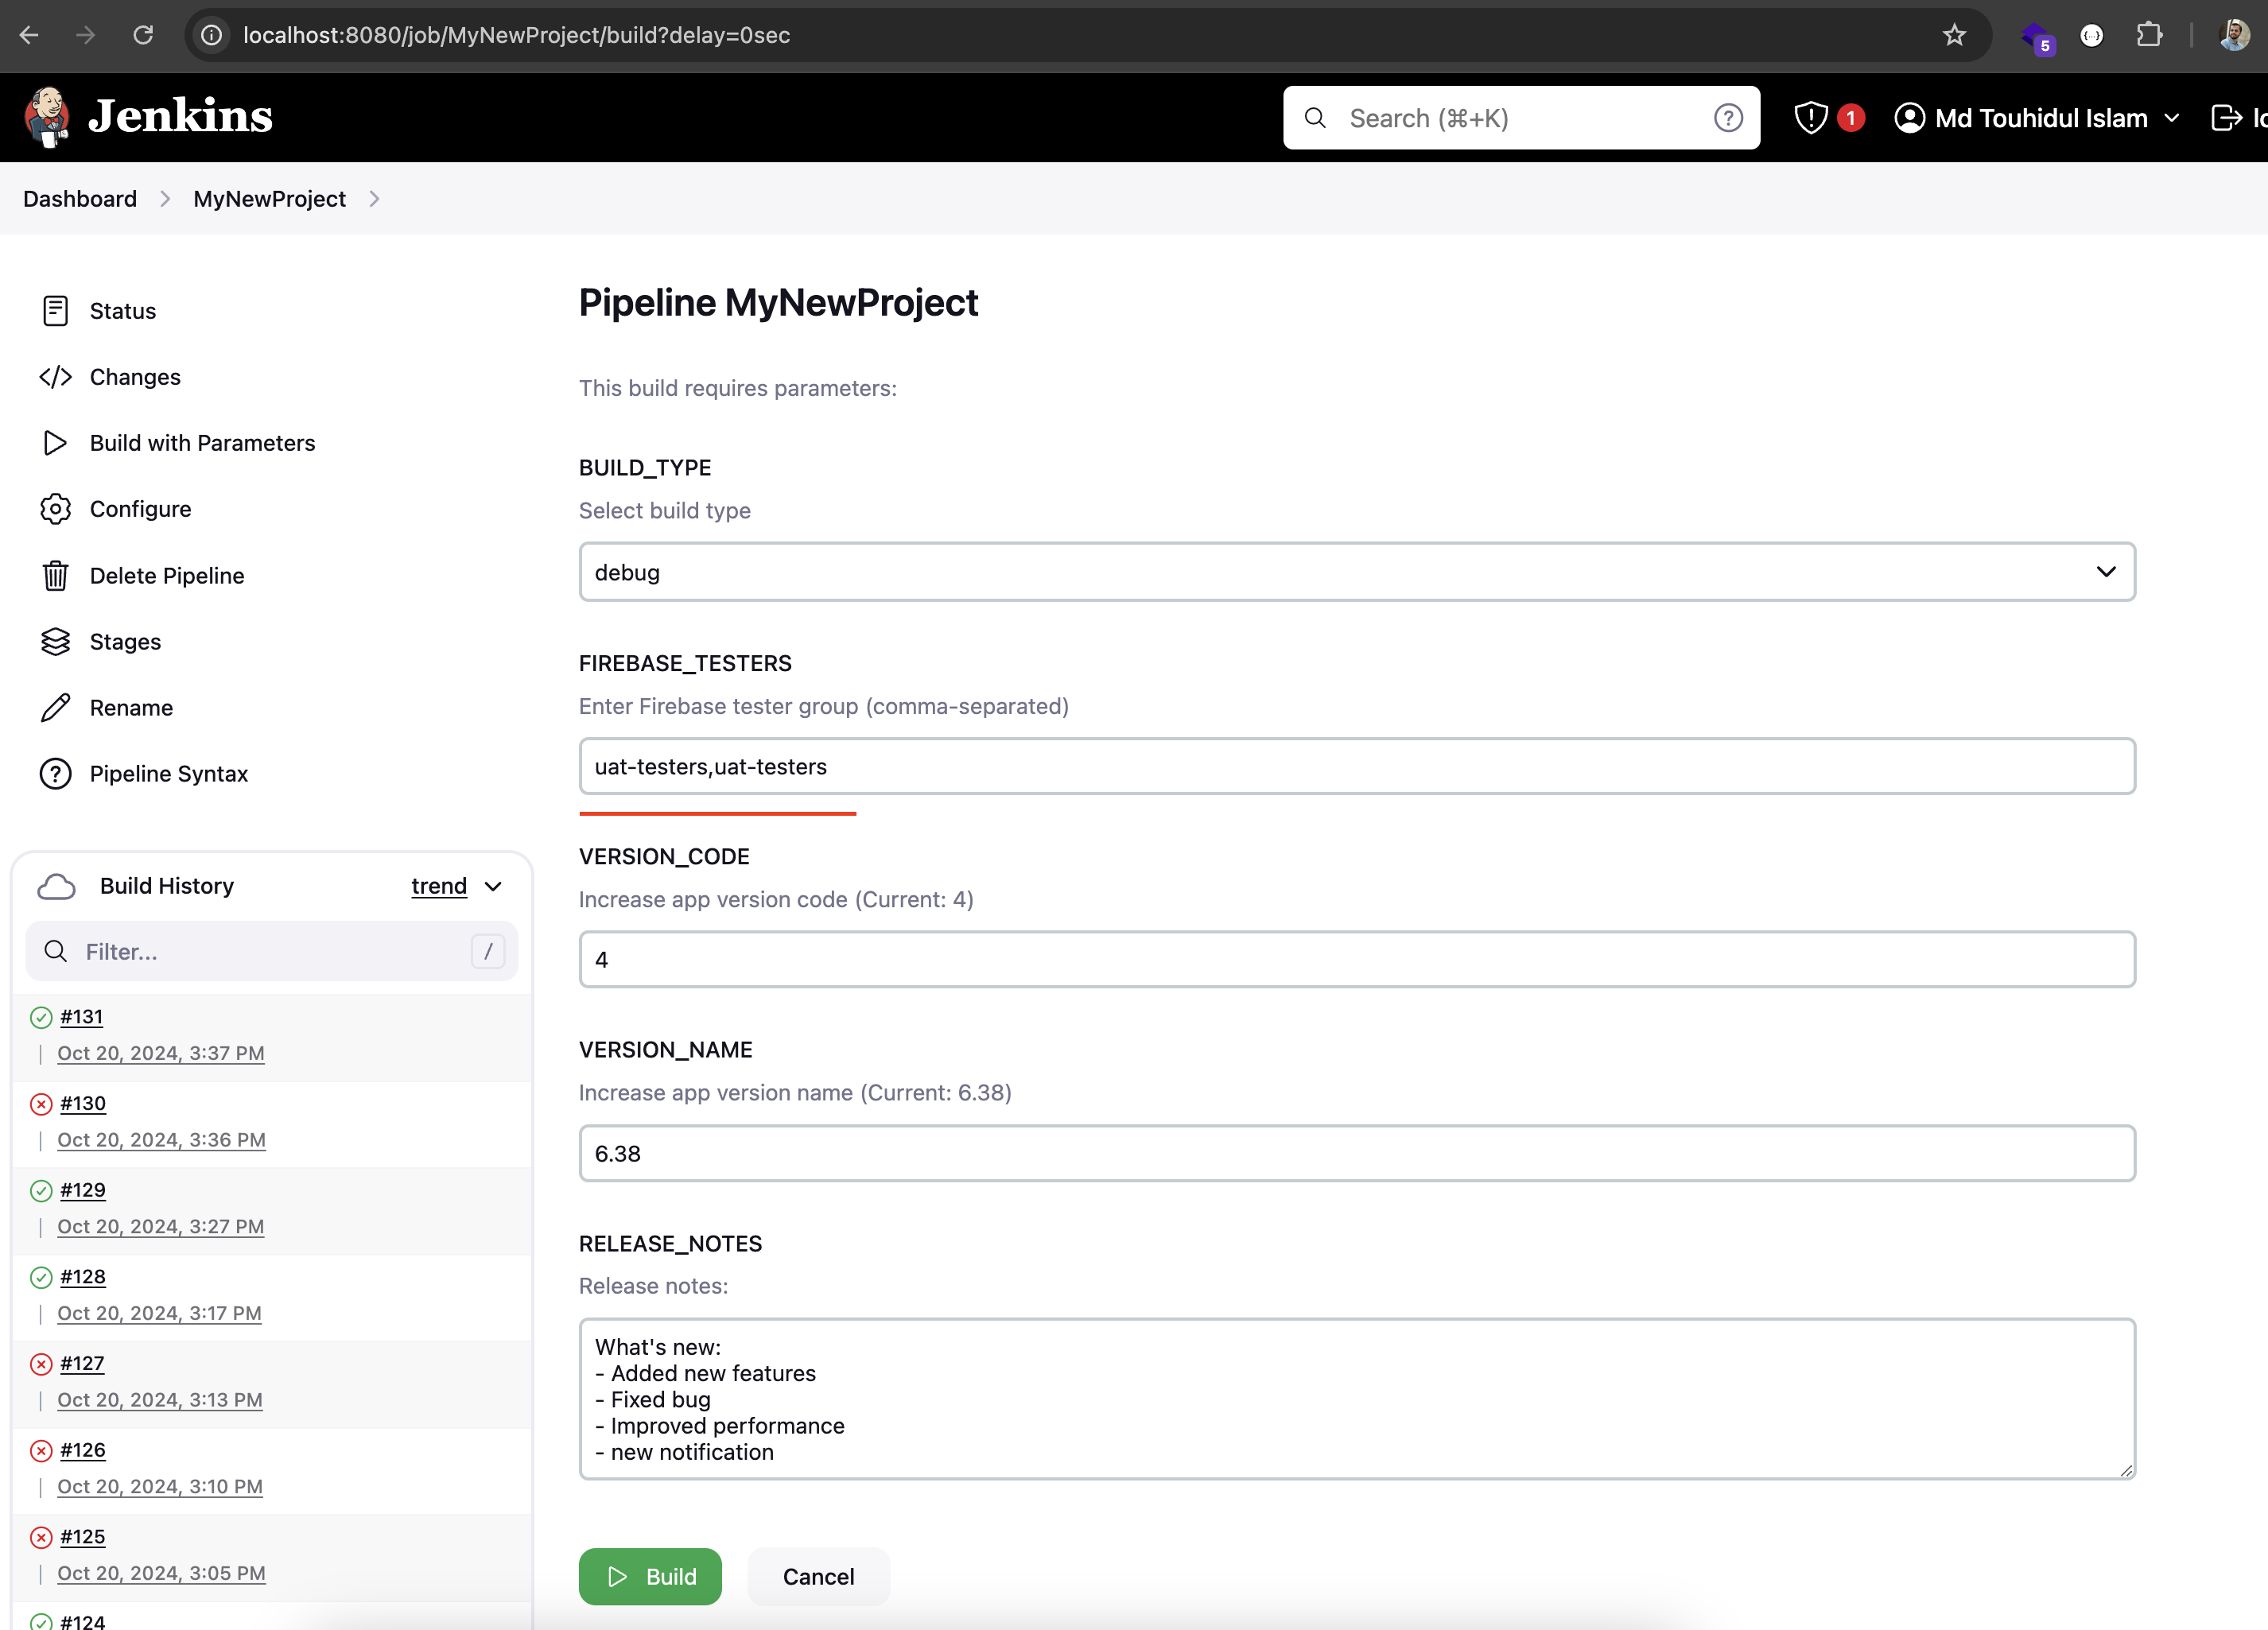 localhost:8080/job/MyNewProject/build?delay=0sec
5
Jenkins
Search (⌘+K)
1
Md Touhidul Islam
Dashboard
MyNewProject
Status
Changes
Build with Parameters
Configure
Delete Pipeline
Stages
Rename
Pipeline Syntax
Build History
trend
Filter...
/
#131
Oct 20, 2024, 3:37 PM
#130
Oct 20, 2024, 3:36 PM
#129
Oct 20, 2024, 3:27 PM
#128
Oct 20, 2024, 3:17 PM
#127
Oct 20, 2024, 3:13 PM
#126
Oct 20, 2024, 3:10 PM
#125
Oct 20, 2024, 3:05 PM
#124
Pipeline MyNewProject
This build requires parameters:
BUILD_TYPE
Select build type
debug
FIREBASE_TESTERS
Enter Firebase tester group (comma-separated)
uat-testers,uat-testers
VERSION_CODE
Increase app version code (Current: 4)
4
VERSION_NAME
Increase app version name (Current: 6.38)
6.38
RELEASE_NOTES
Release notes:
What's new:
- Added new features
- Fixed bug
- Improved performance
- new notification
Build
Cancel